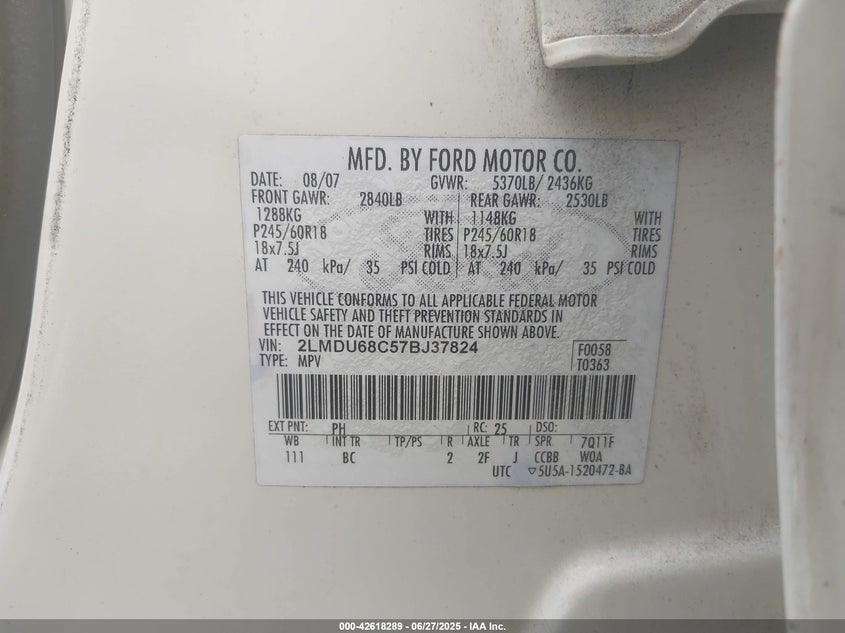 MFD. BY FORD MOTOR CO.
DATE: 08/07 GVWR: 5370LB/ 2436KG
FRONT GAWR: 2840LB REAR GAWR: 2530LB
1288KG WITH 1148KG WITH
P245/60R18 TIRES P245/60R18 TIRES
18x7.5J RIMS 18x7.5J RIMS
AT 240 kPa/ 35 PSI COLD AT 240 kPa/ 35 PSI COLD
THIS VEHICLE CONFORMS TO ALL APPLICABLE FEDERAL MOTOR
VEHICLE SAFETY AND THEFT PREVENTION STANDARDS IN
EFFECT ON THE DATE OF MANUFACTURE SHOWN ABOVE.
VIN: 2LMDU68C57BJ37824 F0058
TYPE: MPV T0363
EXT PNT: PH RC: 25 DSO:
WB INT TR TP/PS R AXLE TR SPR 7Q11F
111 BC 2 2F J CCBB WOA
UTC ▽5U5A-1520472-BA
000-42618289 - 06/27/2025 - IAA Inc.